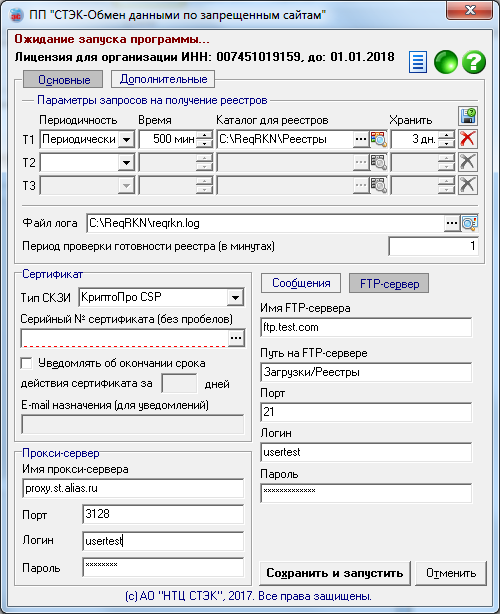 ПП "СТЭК-Обмен данными по запрещенным сайтам"
Ожидание запуска программы...
Лицензия для организации ИНН: 007451019159, до: 01.01.2018
Основные Дополнительные
Параметры запросов на получение реестров
Периодичность Время Каталог для реестров Хранить
T1 Периодически 500 мин C:\ReqRKN\Реестры ... 3 дн.
T2 ...
T3 ...
Файл лога C:\ReqRKN\reqrkn.log ...
Период проверки готовности реестра (в минутах) 1
Сертификат
Тип СКЗИ КриптоПро CSP
Серийный № сертификата (без пробелов)
...
Уведомлять об окончании срока
действия сертификата за дней
E-mail назначения (для уведомлений)
Прокси-сервер
Имя прокси-сервера
proxy.st.alias.ru
Порт 3128
Логин usertest
Пароль ××××××××
Сообщения FTP-сервер
Имя FTP-сервера
ftp.test.com
Путь на FTP-сервере
Загрузки/Реестры
Порт
21
Логин
usertest
Пароль
×××××××××××××
Сохранить и запустить Отменить
(c) АО "НТЦ СТЭК", 2017. Все права защищены.